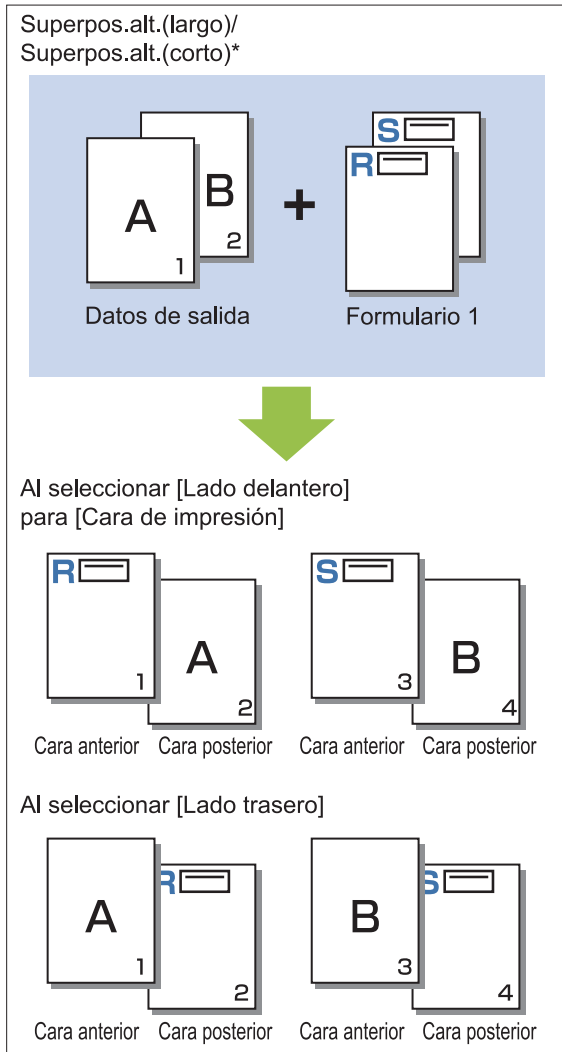 Superpos.alt.(largo)/
Superpos.alt.(corto)*
A
1
B
2
+
R
S
Datos de salida
Formulario 1
Al seleccionar [Lado delantero]
para [Cara de impresión]
R
1
A
2
S
3
B
4
Cara anterior Cara posterior
Cara anterior Cara posterior
Al seleccionar [Lado trasero]
A
1
R
2
B
3
S
4
Cara anterior Cara posterior
Cara anterior Cara posterior